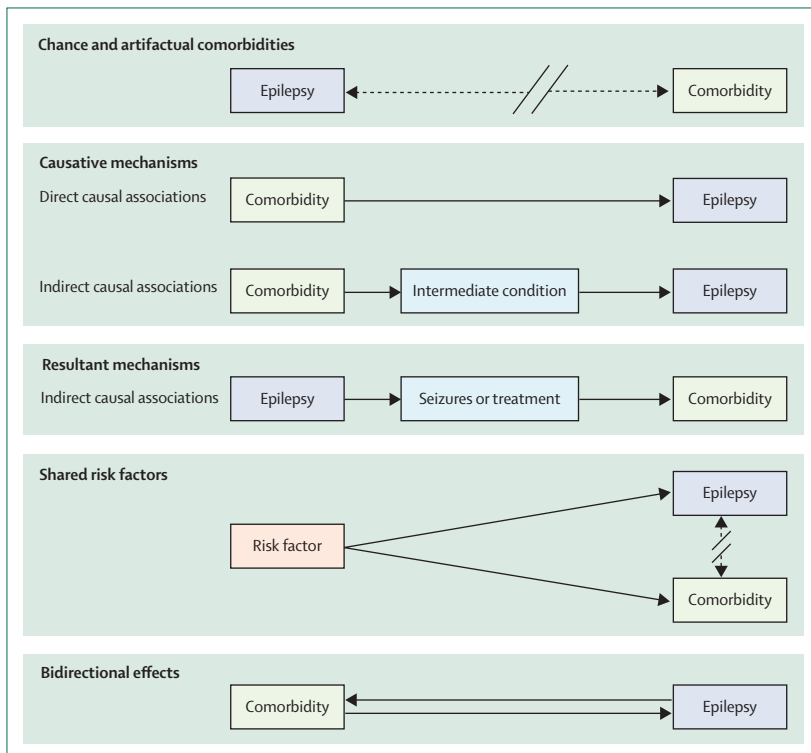 Chance and artifactual comorbidities
Epilepsy
Comorbidity
Causative mechanisms
Direct causal associations
Comorbidity
Epilepsy
Indirect causal associations
Comorbidity
Intermediate condition
Epilepsy
Resultant mechanisms
Indirect causal associations
Epilepsy
Seizures or treatment
Comorbidity
Shared risk factors
Epilepsy
Risk factor
Comorbidity
Bidirectional effects
Comorbidity
Epilepsy